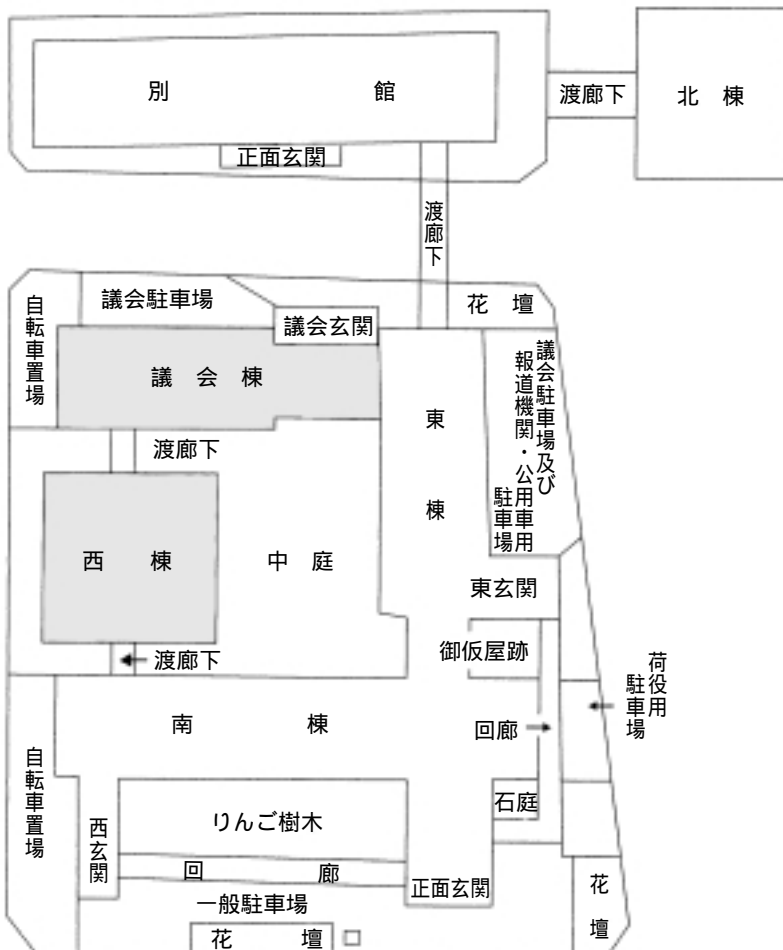 別館
渡廊下
北棟
正面玄関
渡廊下
自転車置場
議会駐車場
議会玄関
花壇
議会棟
東棟
議会駐車場及び
報道機関・公用車用
駐車場
渡廊下
西棟
中庭
東玄関
渡廊下
御仮屋跡
荷役用
駐車場
南棟
回廊
自転車置場
石庭
りんご樹木
西玄関
回廊
正面玄関
花壇
一般駐車場
花壇